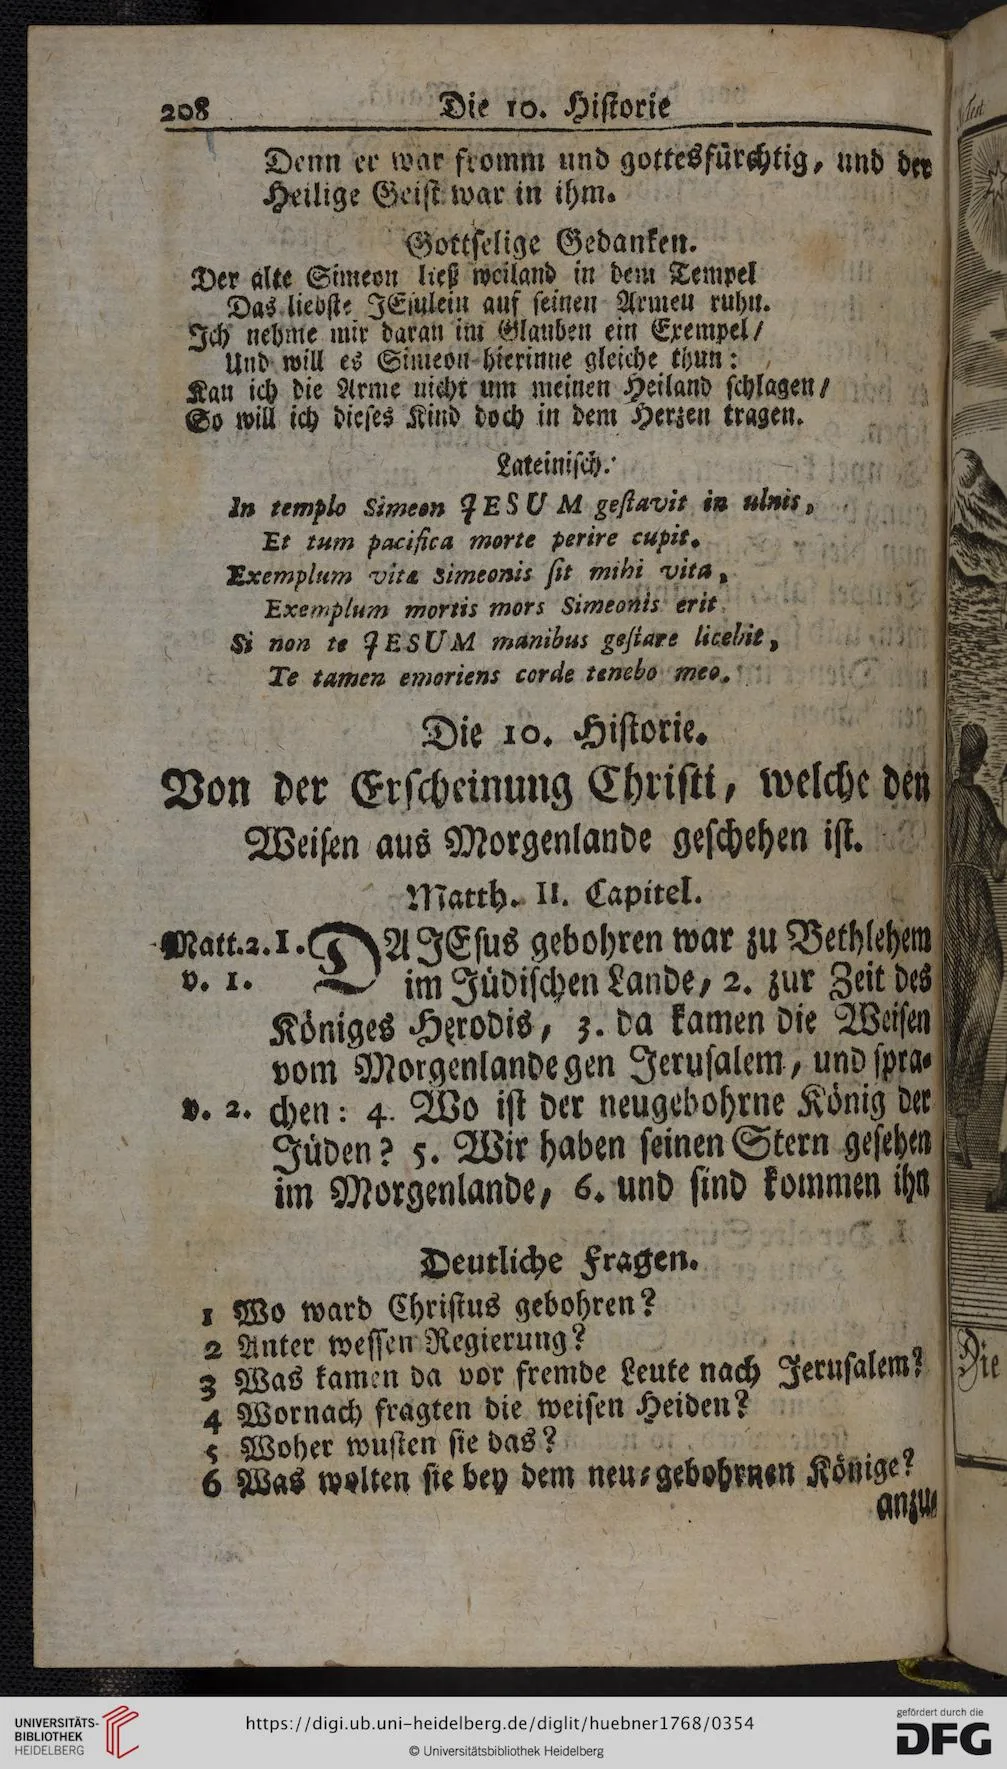 208 Die 10. Historie
Denn er war fromm und gottesfürchtig, und der
Heilige Geist war in ihm.
Gottselige Gedanken.
Der alte Simeon ließ weiland in dem Tempel
Das liebste JEsulein auf seinen Armen ruhn.
Ich nehme mir daran im Glauben ein Exempel/
Und will es Simeon hierinne gleiche thun:
Kan ich die Arme nicht um meinen Heiland schlagen/
So will ich dieses Kind doch in dem Herzen tragen.
Lateinisch.
In templo Simeon JESUM gestavit in ulnis,
Et tum pacifica morte perire cupit.
Exemplum vitæ Simeonis sit mihi vita,
Exemplum mortis mors Simeonis erit
Si non te JESUM manibus gestare licebit,
Te tamen emoriens corde tenebo meo.
Die 10. Historie.
Von der Erscheinung Christi, welche den
Weisen aus Morgenlande geschehen ist.
Matth. II. Capitel.
Matt.2. 1. DA JEsus gebohren war zu Bethlehem
v. 1. im Jüdischen Lande, 2. zur Zeit des
Königes Herodis, 3. da kamen die Weisen
vom Morgenlande gen Jerusalem, und spra-
v. 2. chen: 4. Wo ist der neugebohrne König der
Jüden? 5. Wir haben seinen Stern gesehen
im Morgenlande, 6. und sind kommen ihn
Deutliche Fragen.
1 Wo ward Christus gebohren?
2 Unter wessen Regierung?
3 Was kamen da vor fremde Leute nach Jerusalem?
4 Wornach fragten die weisen Heiden?
5 Woher wusten sie das?
6 Was wolten sie bey dem neu-gebohrnen Könige?
anzu-
Die
UNIVERSITÄTS-
BIBLIOTHEK
HEIDELBERG
https://digi.ub.uni-heidelberg.de/diglit/huebner1768/0354
© Universitätsbibliothek Heidelberg
gefördert durch die
DFG